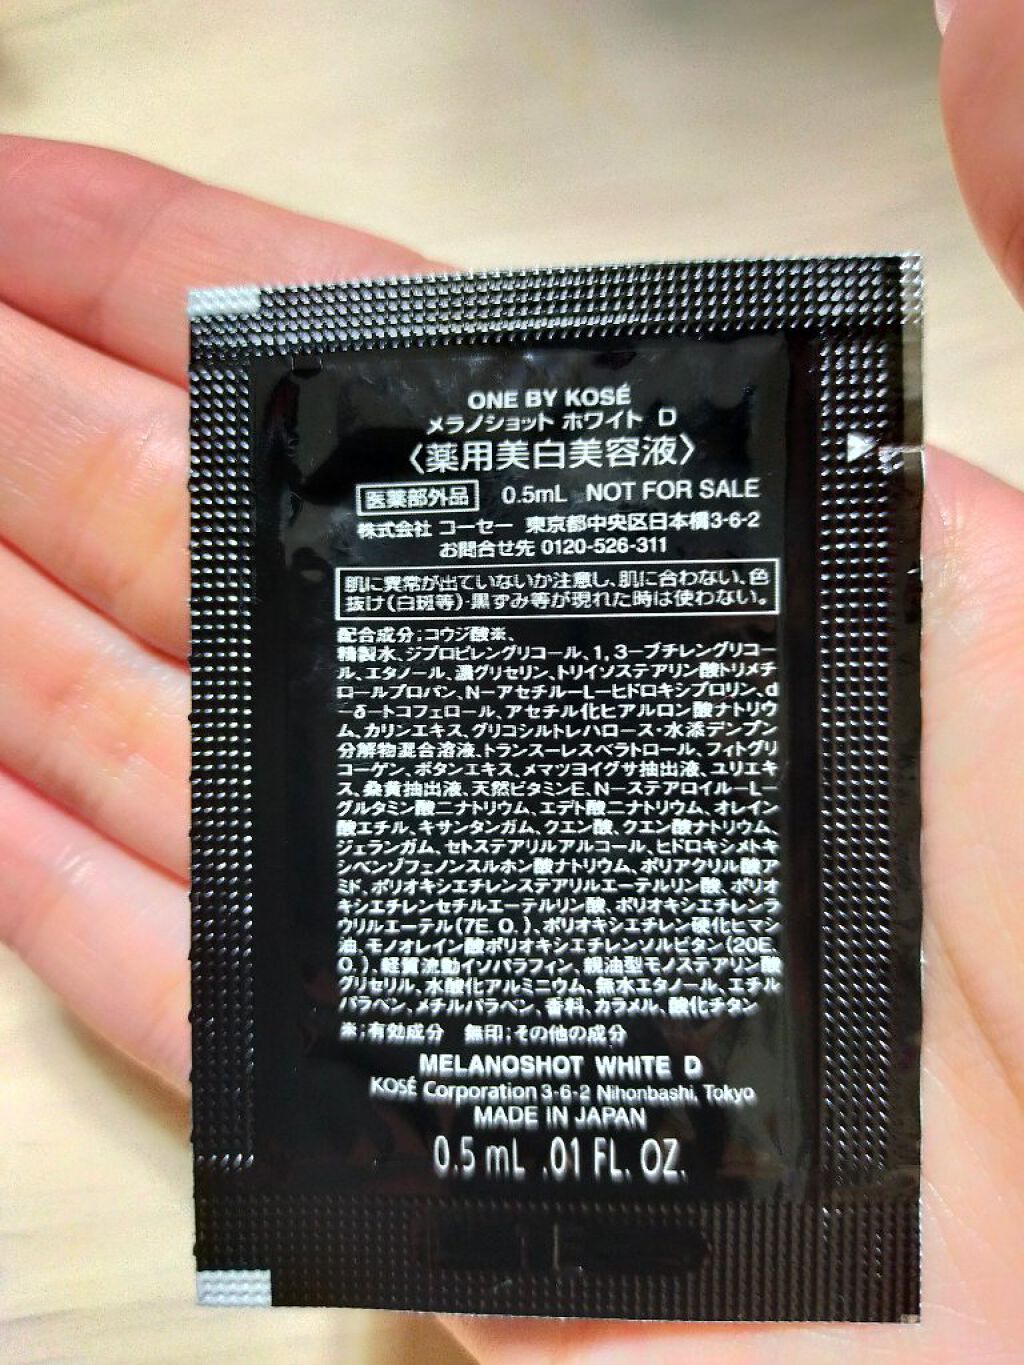 ONE BY KOSÉ
メラノショット ホワイト D
〈薬用美白美容液〉
医薬部外品 0.5mL NOT FOR SALE
株式会社 コーセー 東京都中央区日本橋3-6-2
お問合せ先 0120-526-311
肌に異常が出ていないか注意し、肌に合わない、色
抜け(白斑等)・黒ずみ等が現れた時は使わない。
配合成分:コウジ酸※、
精製水、ジプロピレングリコール、1,3-ブチレングリコー
ル、エタノール、濃グリセリン、トリイソステアリン酸トリメチ
ロールプロパン、N-アセチル-L-ヒドロキシプロリン、d
-δ-トコフェロール、アセチル化ヒアルロン酸ナトリウ
ム、カリンエキス、グリコシルトレハロース・水添デンプン
分解物混合溶液、トランス-レスベラトロール、フィトグリ
コーゲン、ボタンエキス、メマツヨイグサ抽出液、ユリエキ
ス、桑黄抽出液、天然ビタミンE、N-ステアロイル-L-
グルタミン酸二ナトリウム、エデト酸二ナトリウム、オレイン
酸エチル、キサンタンガム、クエン酸、クエン酸ナトリウム、
ジェランガム、セトステアリルアルコール、ヒドロキシメトキ
シベンゾフェノンスルホン酸ナトリウム、ポリアクリル酸ア
ミド、ポリオキシエチレンステアリルエーテルリン酸、ポリオ
キシエチレンセチルエーテルリン酸、ポリオキシエチレンラ
ウリルエーテル(7E.O.)、ポリオキシエチレン硬化ヒマシ
油、モノオレイン酸ポリオキシエチレンソルビタン(20E.
O.)、軽質流動イソパラフィン、親油型モノステアリン酸
グリセリル、水酸化アルミニウム、無水エタノール、エチル
パラベン、メチルパラベン、香料、カラメル、酸化チタン
※:有効成分 無印:その他の成分
MELANOSHOT WHITE D
KOSÉ Corporation 3-6-2 Nihonbashi, Tokyo
MADE IN JAPAN
0.5 mL .01 FL. OZ.